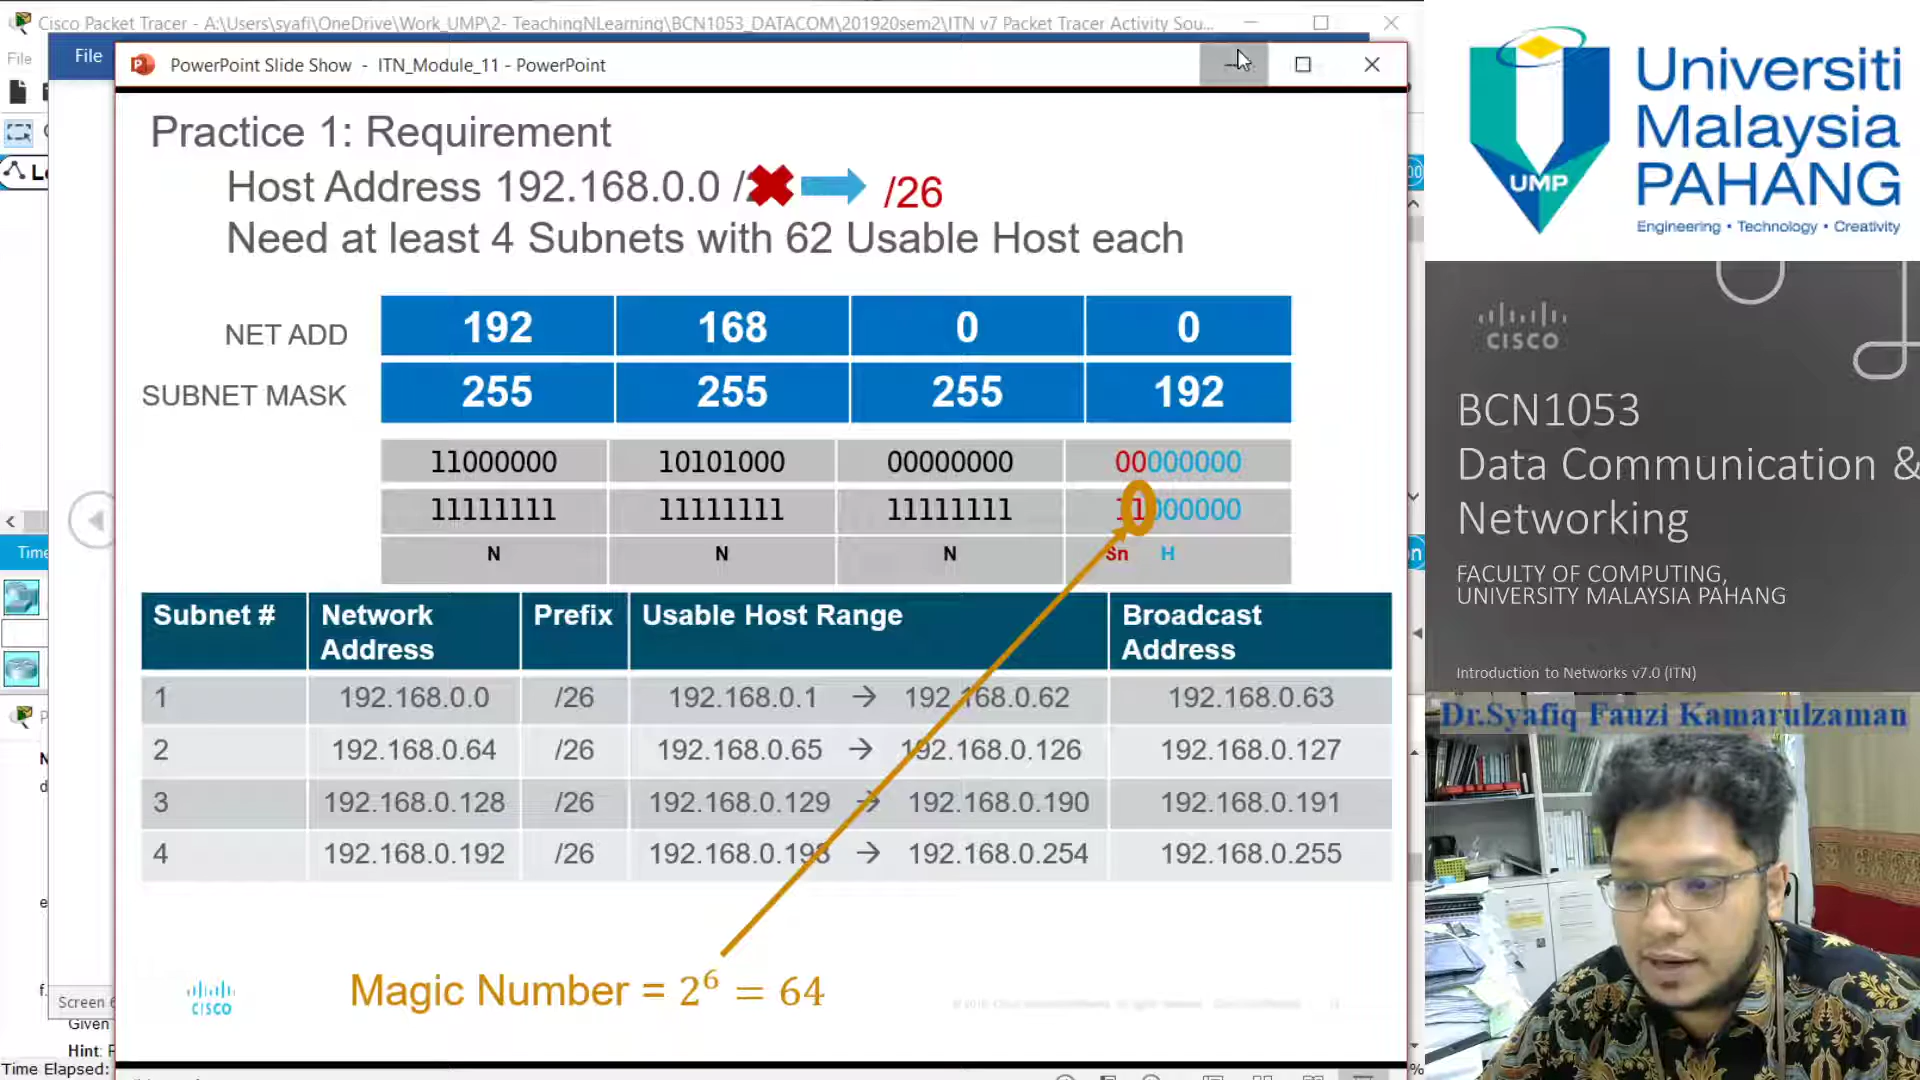 Cisco Packet Tracer - A:\Users\syafi\OneDrive\Work_UMP\2- TeachingNLearning\BCN1053_DATACOM\201920sem2\ITN v7 Packet Tracer Activity Sou...
File
File
PowerPoint Slide Show - ITN_Module_11 - PowerPoint
Practice 1: Requirement
Host Address 192.168.0.0 / /26
Need at least 4 Subnets with 62 Usable Host each
NET ADD 192 168 0 0
SUBNET MASK 255 255 255 192
11000000 10101000 00000000 00000000
11111111 11111111 11111111 11000000
N N N Sn H
Subnet # Network Address Prefix Usable Host Range Broadcast Address
1 192.168.0.0 /26 192.168.0.1 → 192.168.0.62 192.168.0.63
2 192.168.0.64 /26 192.168.0.65 → 192.168.0.126 192.168.0.127
3 192.168.0.128 /26 192.168.0.129 → 192.168.0.190 192.168.0.191
4 192.168.0.192 /26 192.168.0.193 → 192.168.0.254 192.168.0.255
Magic Number = 2⁶ = 64
CISCO
Time
Screen 6
Given
Hint:
Time Elapsed:
Universiti
Malaysia
PAHANG
Engineering • Technology • Creativity
UMP
CISCO
BCN1053
Data Communication &
Networking
FACULTY OF COMPUTING,
UNIVERSITY MALAYSIA PAHANG
Introduction to Networks v7.0 (ITN)
Dr.Syafiq Fauzi Kamarulzaman